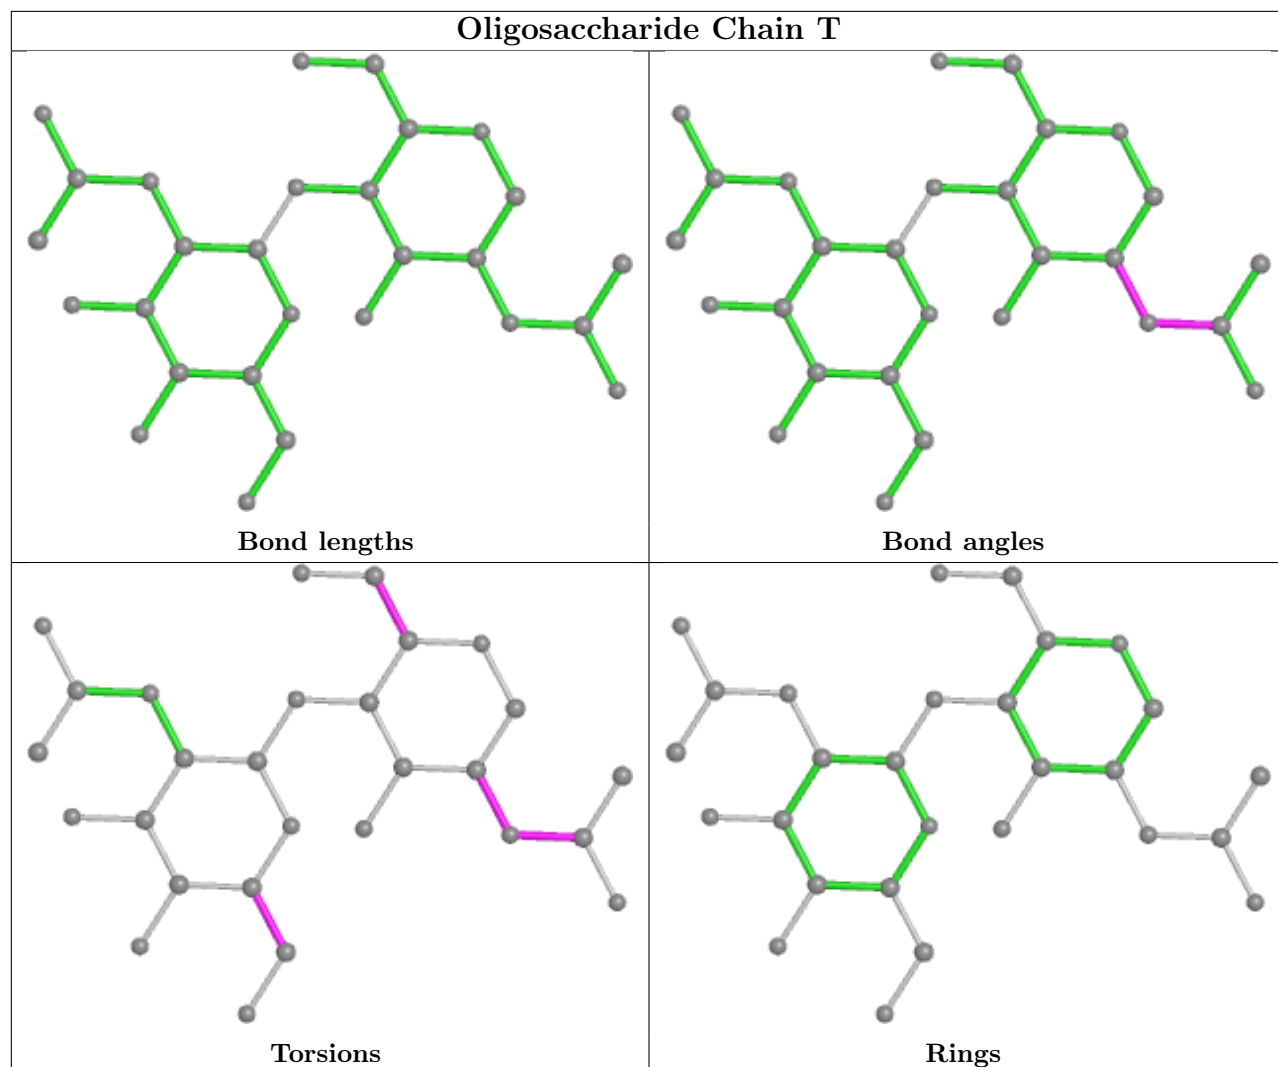 Oligosaccharide Chain T
Bond lengths
Bond angles
Torsions
Rings